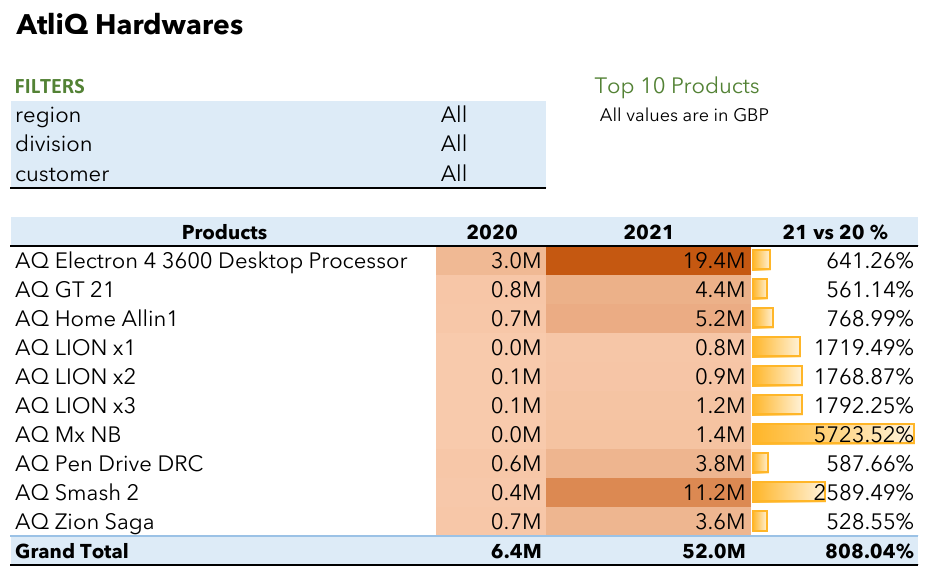 AtliQ Hardwares
FILTERS Top 10 Products
region All All values are in GBP
division All
customer All
Products 2020 2021 21 vs 20 %
AQ Electron 4 3600 Desktop Processor 3.0M 19.4M 641.26%
AQ GT 21 0.8M 4.4M 561.14%
AQ Home Allin1 0.7M 5.2M 768.99%
AQ LION x1 0.0M 0.8M 1719.49%
AQ LION x2 0.1M 0.9M 1768.87%
AQ LION x3 0.1M 1.2M 1792.25%
AQ Mx NB 0.0M 1.4M 5723.52%
AQ Pen Drive DRC 0.6M 3.8M 587.66%
AQ Smash 2 0.4M 11.2M 2589.49%
AQ Zion Saga 0.7M 3.6M 528.55%
Grand Total 6.4M 52.0M 808.04%